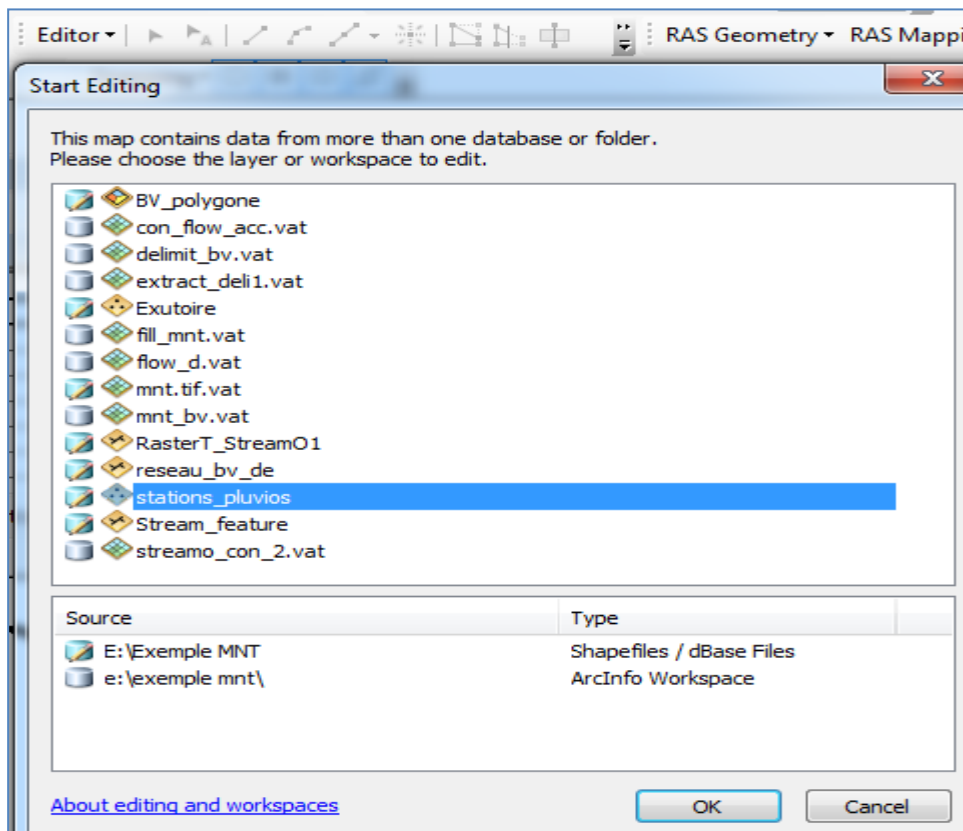 Editor RAS Geometry RAS Mappi
Start Editing
This map contains data from more than one database or folder.
Please choose the layer or workspace to edit.
BV_polygone
con_flow_acc.vat
delimit_bv.vat
extract_deli1.vat
Exutoire
fill_mnt.vat
flow_d.vat
mnt.tif.vat
mnt_bv.vat
RasterT_StreamO1
reseau_bv_de
stations_pluvios
Stream_feature
streamo_con_2.vat
Source Type
E:\Exemple MNT Shapefiles / dBase Files
e:\exemple mnt\ ArcInfo Workspace
About editing and workspaces OK Cancel